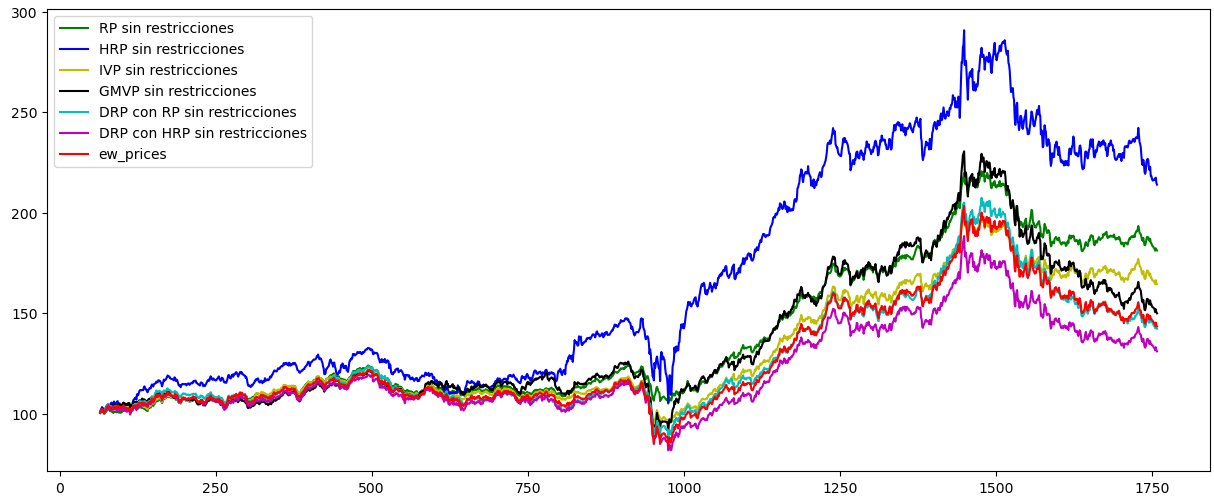 300
250
200
150
100
RP sin restricciones
HRP sin restricciones
IVP sin restricciones
GMVP sin restricciones
DRP con RP sin restricciones
DRP con HRP sin restricciones
ew_prices
0 250 500 750 1000 1250 1500 1750